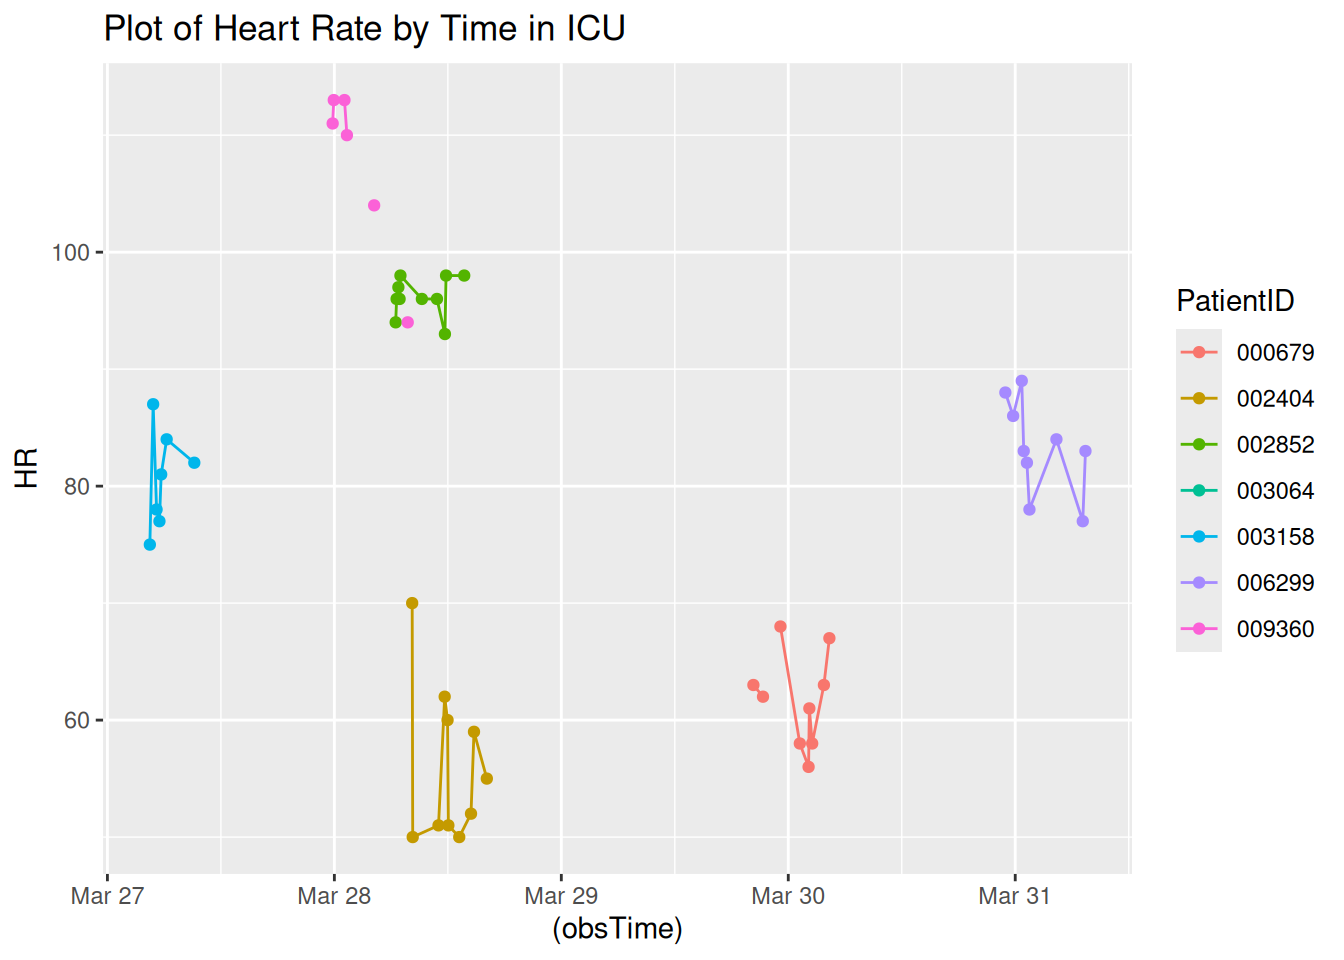 Plot of Heart Rate by Time in ICU
HR
100
80
60
Mar 27
Mar 28
Mar 29
Mar 30
Mar 31
(obsTime)
PatientID
000679
002404
002852
003064
003158
006299
009360